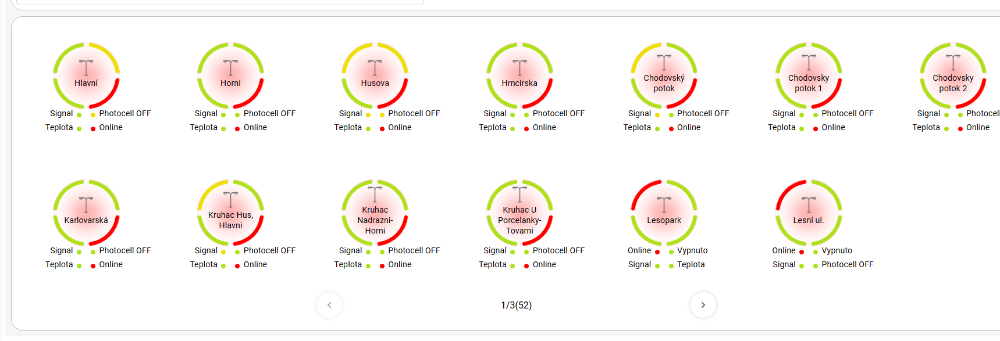 Hlavní
Signal Photocell OFF
Teplota Online
Horni
Signal Photocell OFF
Teplota Online
Husova
Signal Photocell OFF
Teplota Online
Hrncirska
Signal Photocell OFF
Teplota Online
Chodovský
potok
Signal Photocell OFF
Teplota Online
Chodovsky
potok 1
Signal Photocell OFF
Teplota Online
Chodovsky
potok 2
Signal Photocel
Teplota Online
Karlovarská
Signal Photocell OFF
Teplota Online
Kruhac Hus,
Hlavni
Signal Photocell OFF
Teplota Online
Kruhac
Nadrazni-
Horni
Signal Photocell OFF
Teplota Online
Kruhac U
Porcelanky-
Tovarni
Signal Photocell OFF
Teplota Online
Lesopark
Online Vypnuto
Signal Teplota
Lesní ul.
Online Vypnuto
Signal Photocell OFF
1/3(52)